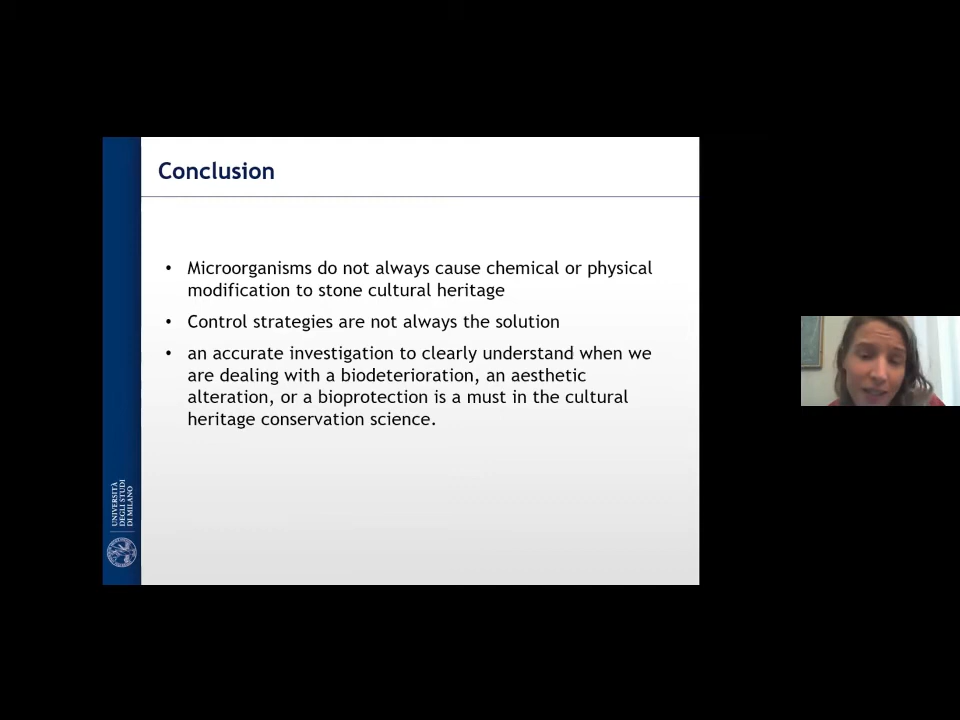 Conclusion
• Microorganisms do not always cause chemical or physical
modification to stone cultural heritage
• Control strategies are not always the solution
• an accurate investigation to clearly understand when we
are dealing with a biodeterioration, an aesthetic
alteration, or a bioprotection is a must in the cultural
heritage conservation science.
UNIVERSITÀ
DEGLI STUDI
DI MILANO